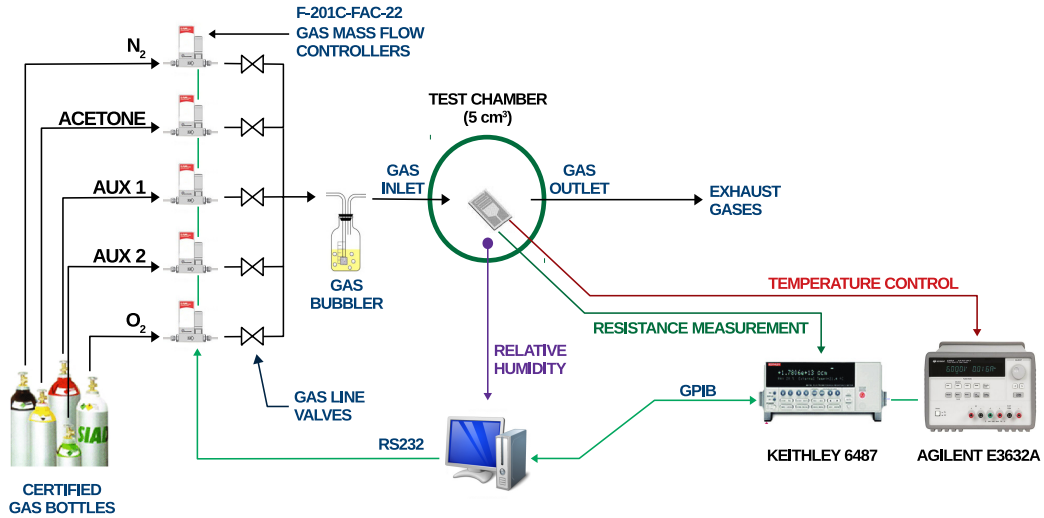 F-201C-FAC-22
GAS MASS FLOW
CONTROLLERS
N2
ACETONE
AUX 1
AUX 2
O2
TEST CHAMBER
(5 cm³)
GAS
INLET
GAS
OUTLET
EXHAUST
GASES
GAS
BUBBLER
TEMPERATURE CONTROL
RESISTANCE MEASUREMENT
RELATIVE
HUMIDITY
GAS LINE
VALVES
SIAD
RS232
GPIB
KEITHLEY 6487
AGILENT E3632A
CERTIFIED
GAS BOTTLES